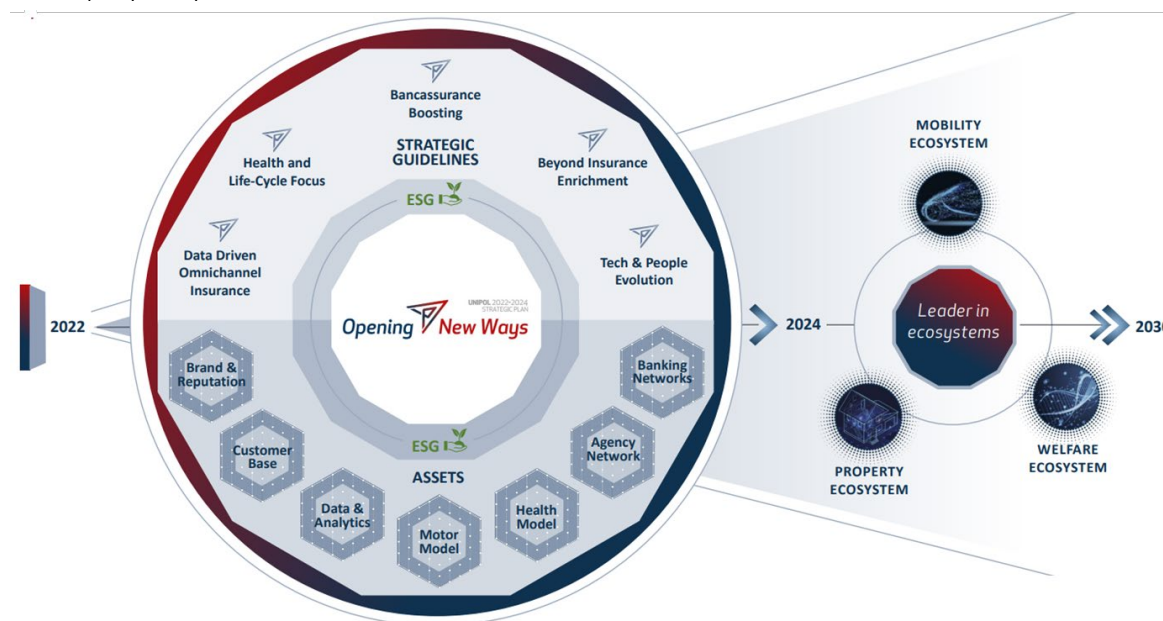 Bancassurance
Boosting
Health and
Life-Cycle Focus
STRATEGIC
GUIDELINES
Beyond Insurance
Enrichment
ESG
Data Driven
Omnichannel
Insurance
Tech & People
Evolution
UNIPOL 2022-2024
STRATEGIC PLAN
Opening New Ways
2022
Brand &
Reputation
Banking
Networks
Customer
Base
Agency
Network
ESG
ASSETS
Data &
Analytics
Health
Model
Motor
Model
2024
MOBILITY
ECOSYSTEM
Leader in
ecosystems
PROPERTY
ECOSYSTEM
WELFARE
ECOSYSTEM
2030